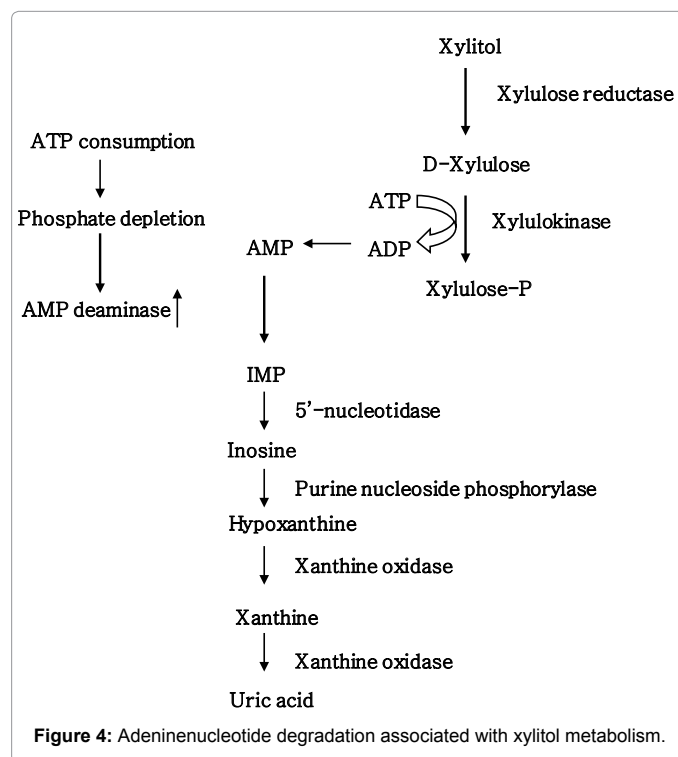 Xylitol
Xylulose reductase
ATP consumption
D-Xylulose
ATP
Phosphate depletion
Xylulokinase
AMP
ADP
Xylulose-P
AMP deaminase
IMP
5'-nucleotidase
Inosine
Purine nucleoside phosphorylase
Hypoxanthine
Xanthine oxidase
Xanthine
Xanthine oxidase
Uric acid
Figure 4: Adeninenucleotide degradation associated with xylitol metabolism.